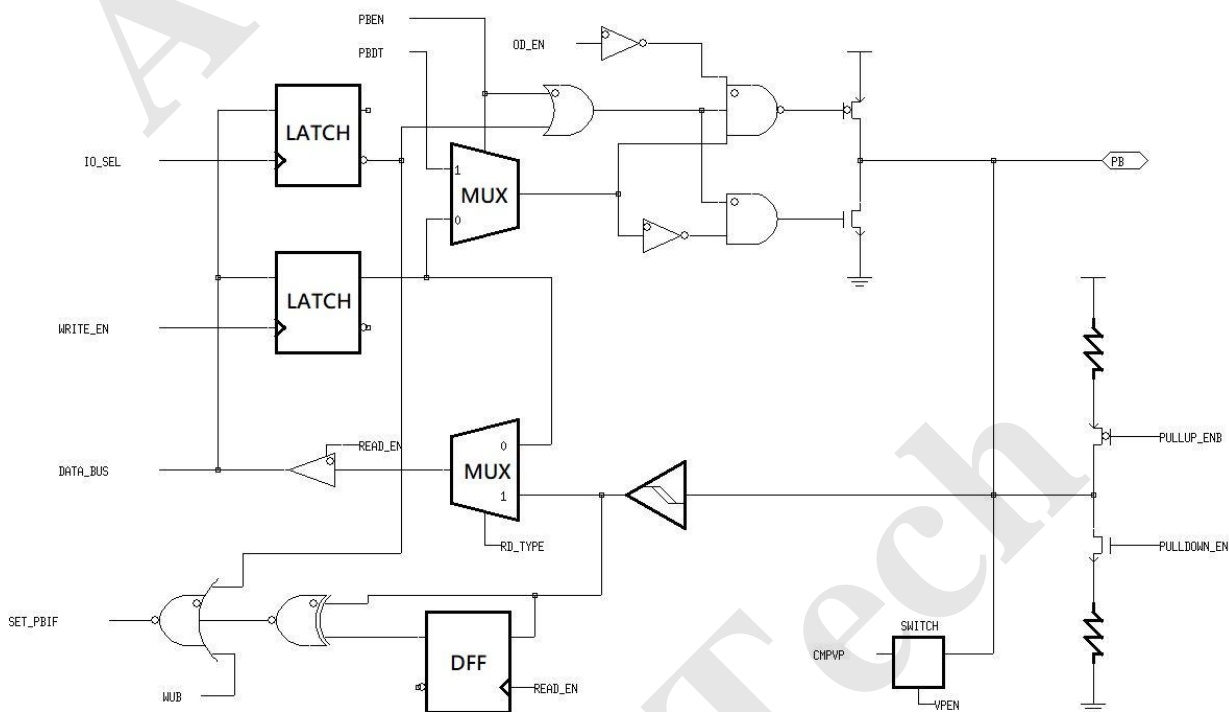 PBEN
OD_EN
PBDT
LATCH
IO_SEL
1
MUX
PB
0
LATCH
WRITE_EN
READ_EN
0
PULLUP_ENB
DATA_BUS
MUX
1
RD_TYPE
PULLDOWN_EN
SET_PBIF
SWITCH
CMPVP
DFF
WUB
READ_EN
VPEN
A
Tech